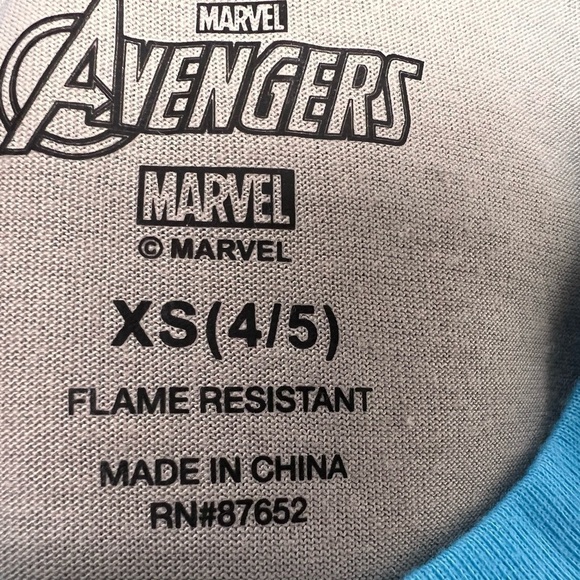 MARVEL
AVENGERS
MARVEL
© MARVEL
XS(4/5)
FLAME RESISTANT
MADE IN CHINA
RN#87652